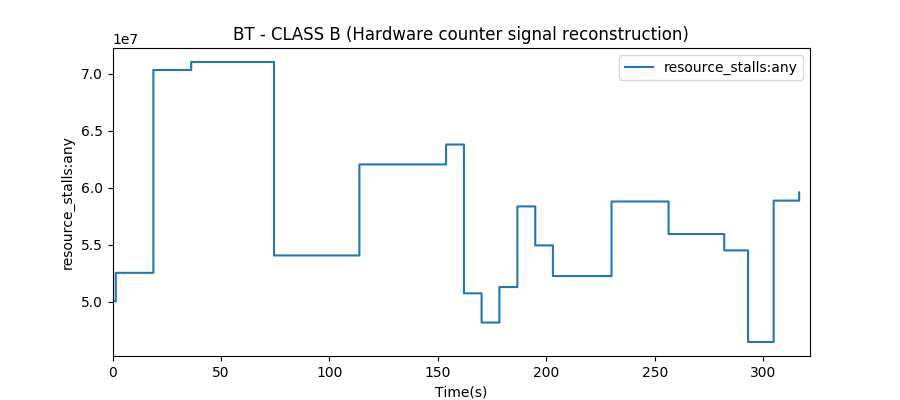 BT - CLASS B (Hardware counter signal reconstruction)
1e7
resource_stalls:any
7.0
6.5
6.0
5.5
5.0
resource_stalls:any
0 50 100 150 200 250 300
Time(s)